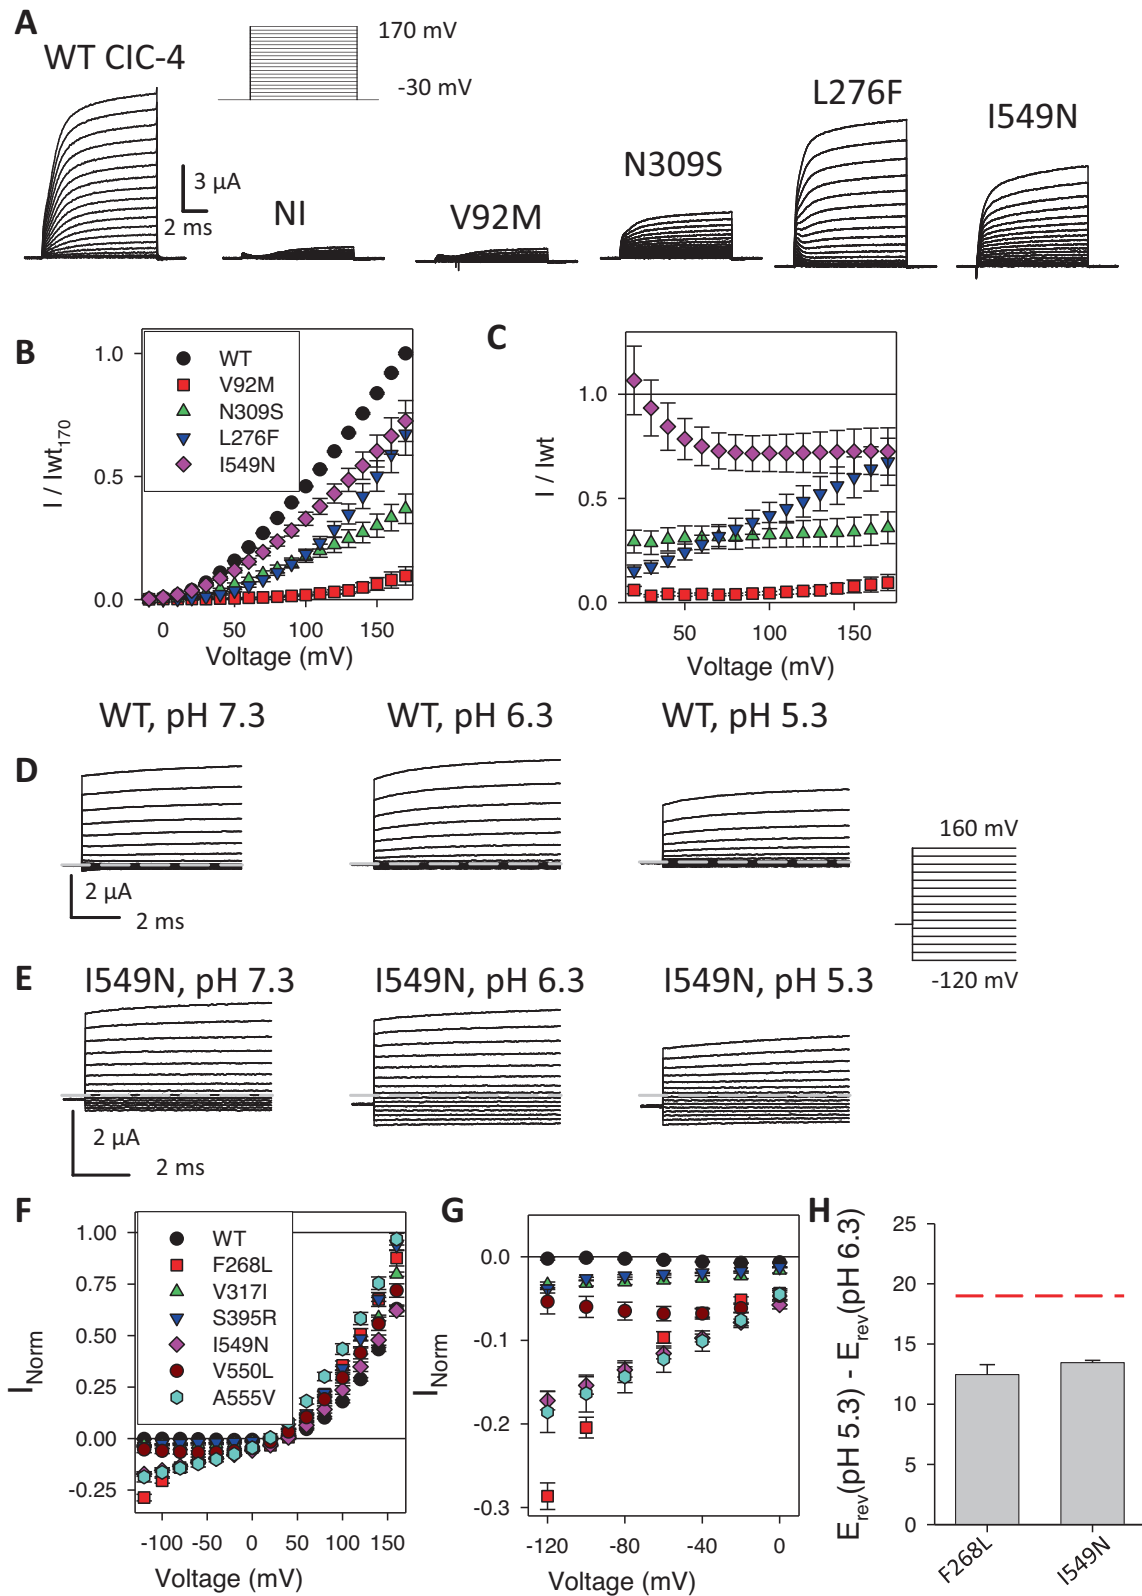 A
WT ClC-4
170 mV
-30 mV
3 µA
2 ms
NI
V92M
N309S
L276F
I549N
B
WT
V92M
N309S
L276F
I549N
1.0
0.5
0.0
I / Iwt170
0 50 100 150
Voltage (mV)
C
1.0
0.5
0.0
I / Iwt
50 100 150
Voltage (mV)
WT, pH 7.3
WT, pH 6.3
WT, pH 5.3
D
2 µA
2 ms
160 mV
-120 mV
E
I549N, pH 7.3
I549N, pH 6.3
I549N, pH 5.3
2 µA
2 ms
F
WT
F268L
V317I
S395R
I549N
V550L
A555V
1.00
0.75
0.50
0.25
0.00
-0.25
INorm
-100 -50 0 50 100 150
Voltage (mV)
G
0.0
-0.1
-0.2
-0.3
INorm
-120 -80 -40 0
Voltage (mV)
H
25
20
15
10
5
0
Erev(pH 5.3) - Erev(pH 6.3)
F268L
I549N